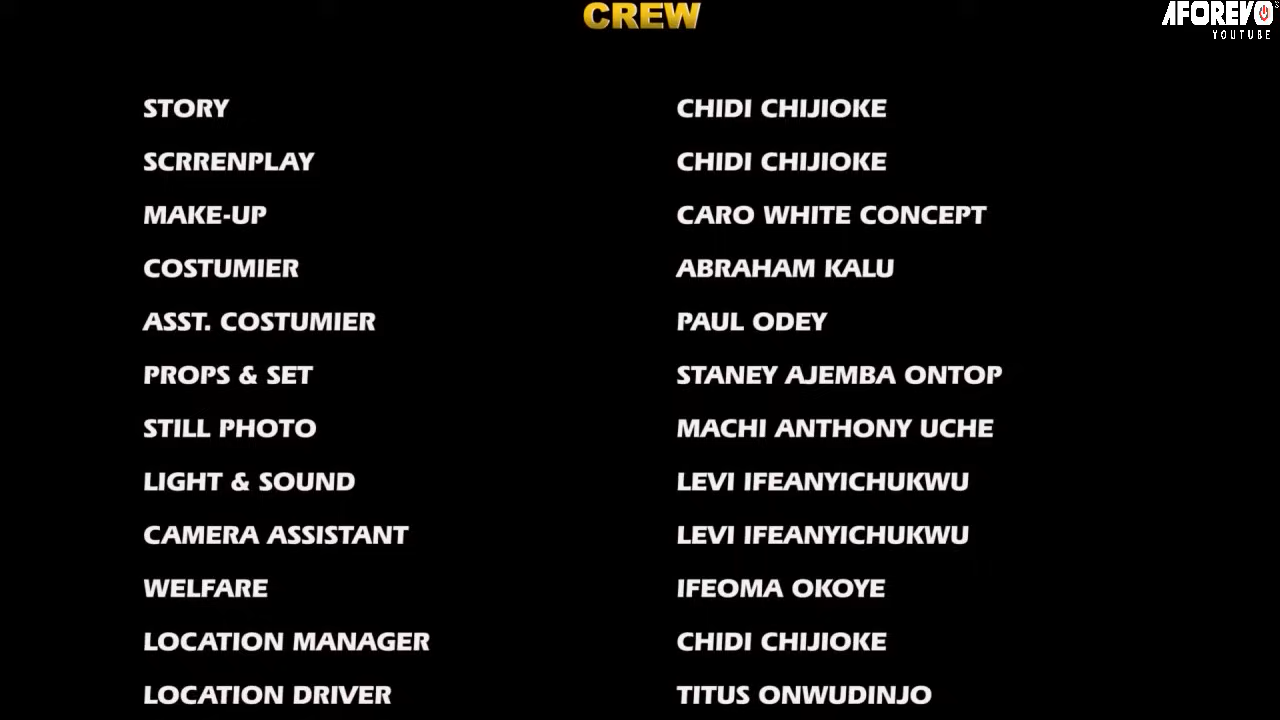 CREW
AFOREVO
YOUTUBE
STORY CHIDI CHIJIOKE
SCRRENPLAY CHIDI CHIJIOKE
MAKE-UP CARO WHITE CONCEPT
COSTUMIER ABRAHAM KALU
ASST. COSTUMIER PAUL ODEY
PROPS & SET STANEY AJEMBA ONTOP
STILL PHOTO MACHI ANTHONY UCHE
LIGHT & SOUND LEVI IFEANYICHUKWU
CAMERA ASSISTANT LEVI IFEANYICHUKWU
WELFARE IFEOMA OKOYE
LOCATION MANAGER CHIDI CHIJIOKE
LOCATION DRIVER TITUS ONWUDINJO